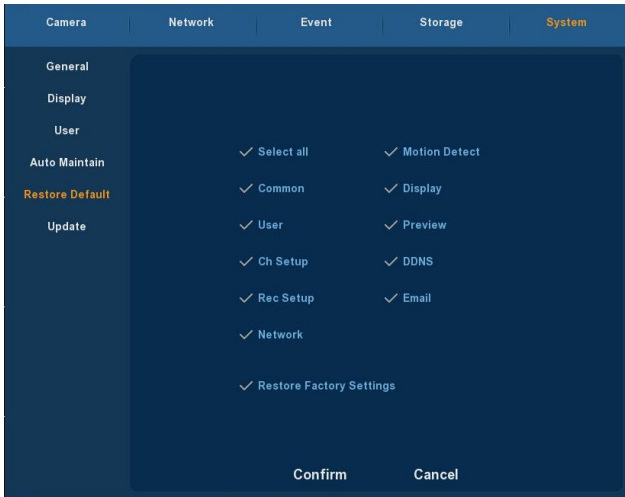 Camera Network Event Storage System
General
Display
User
Auto Maintain
Restore Default
Update
Select all Motion Detect
Common Display
User Preview
Ch Setup DDNS
Rec Setup Email
Network
Restore Factory Settings
Confirm Cancel